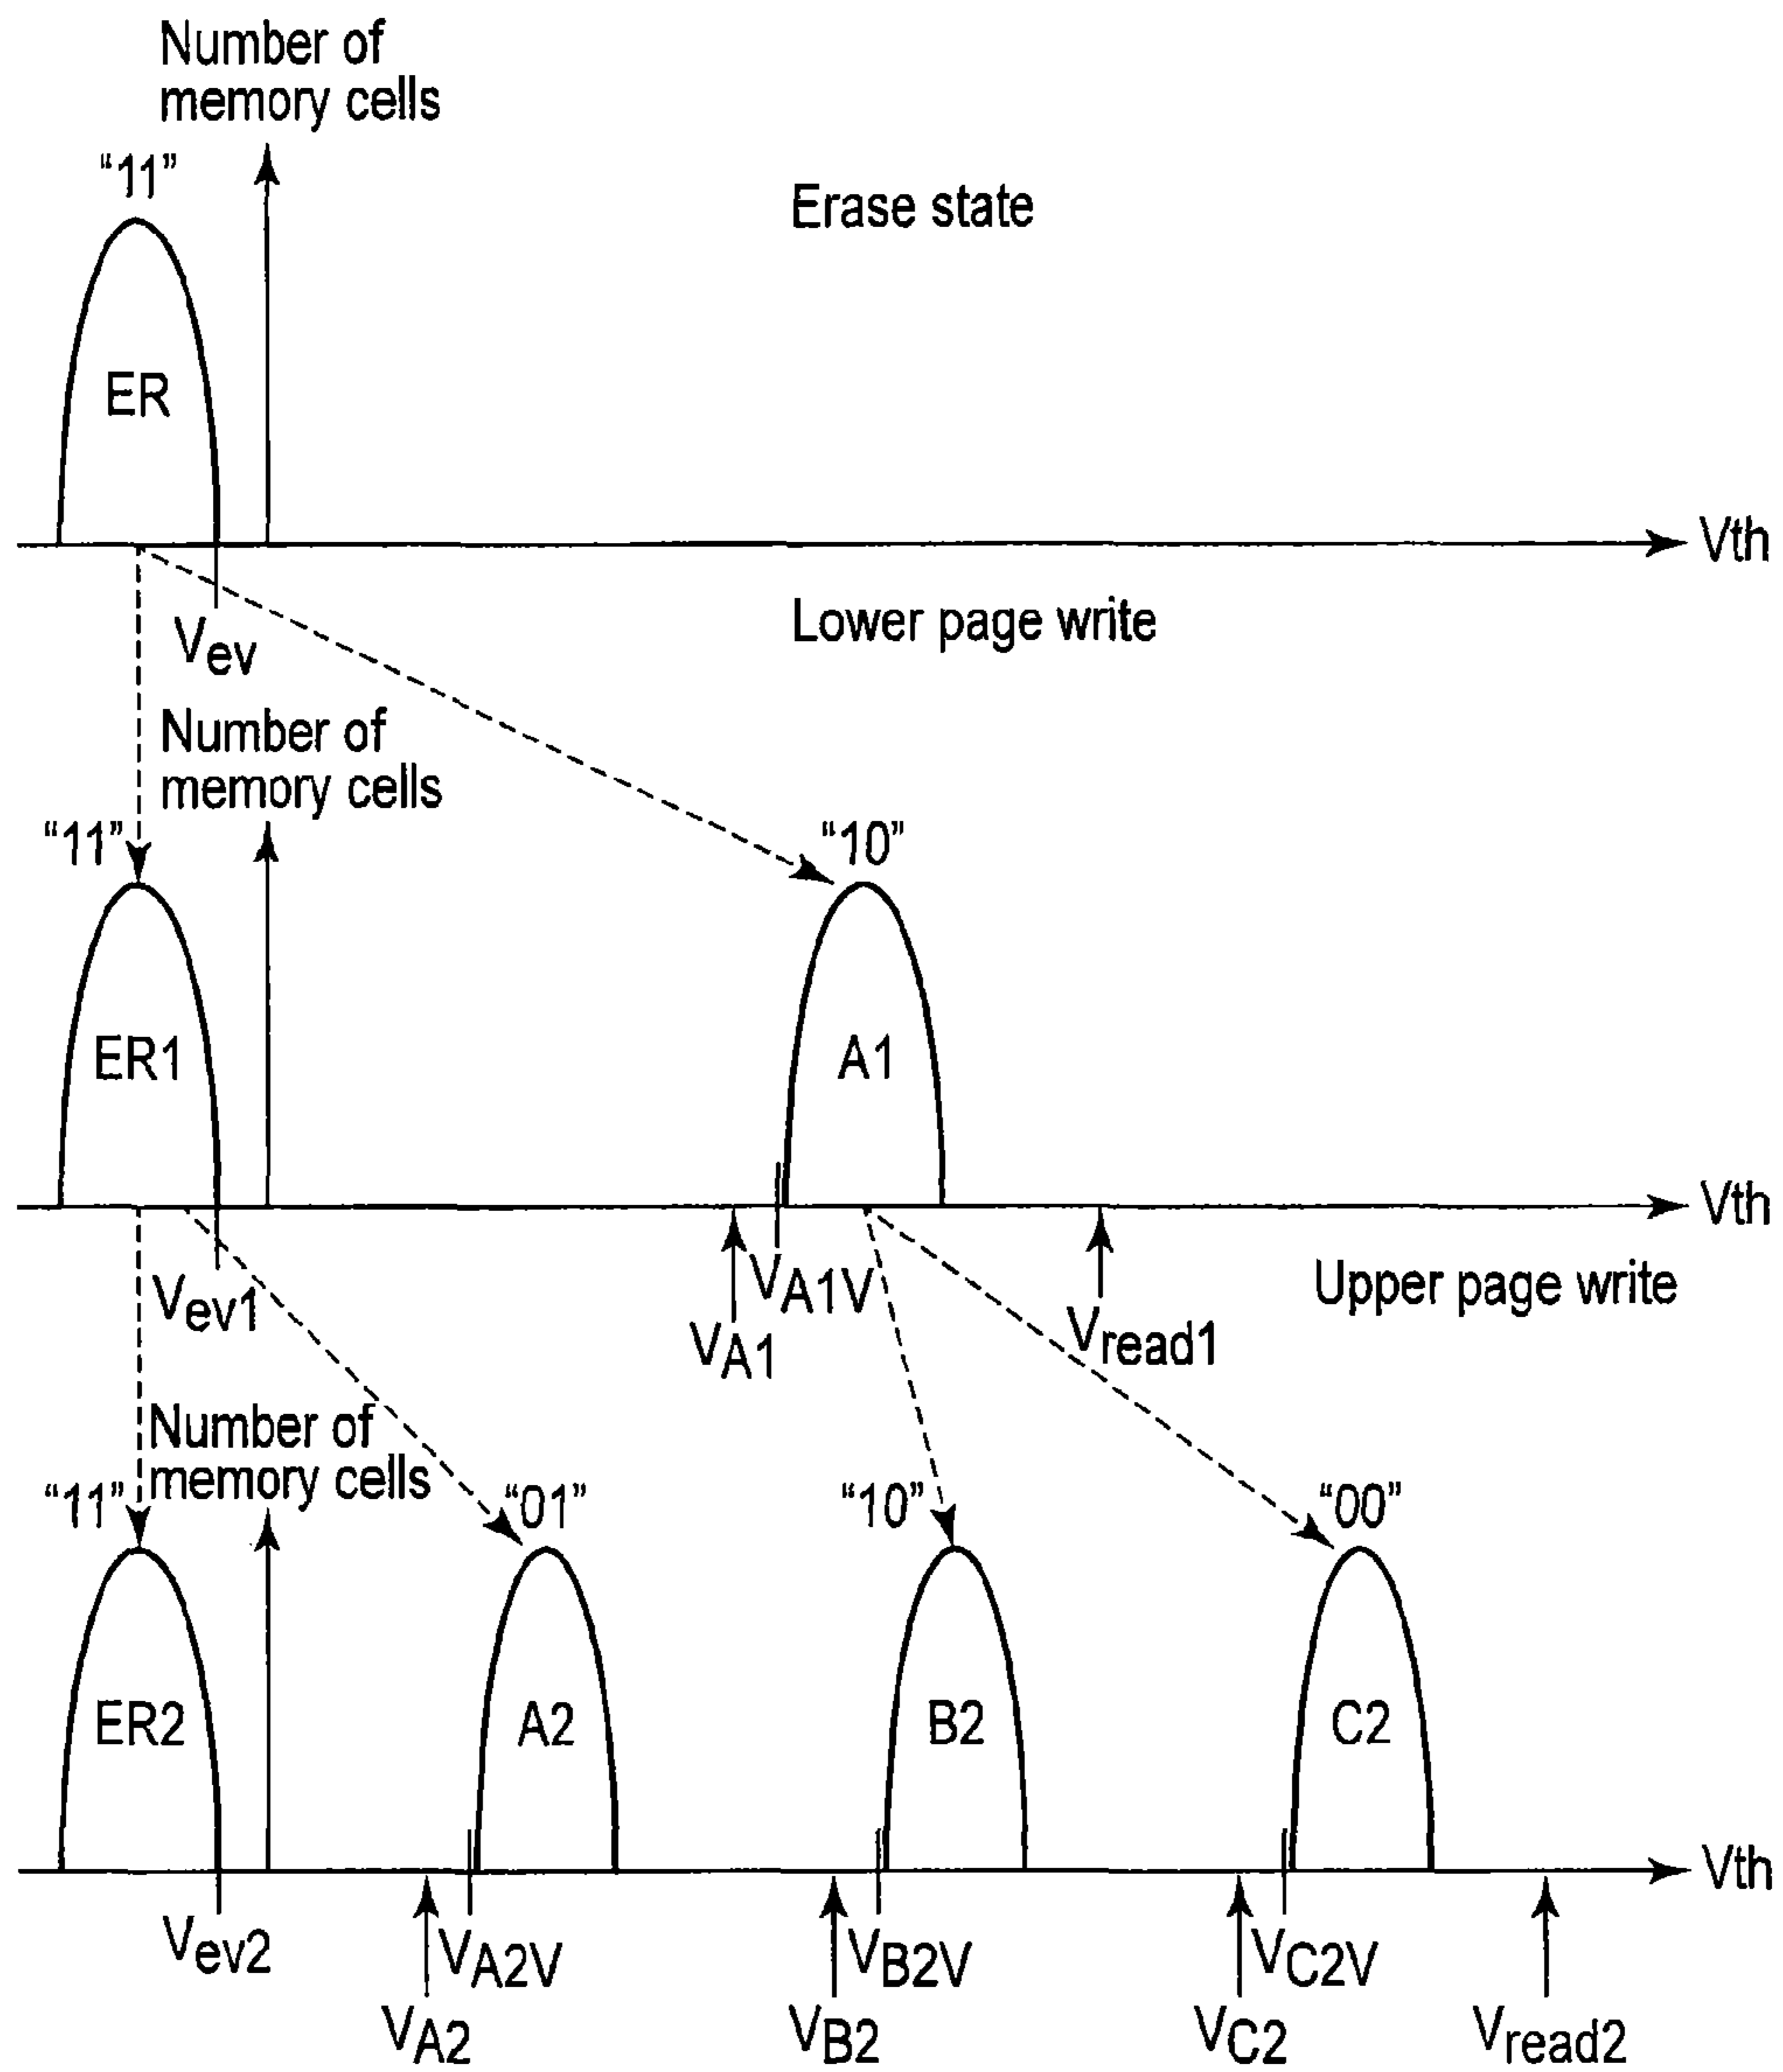 Number of
memory cells
“11”
Erase state
ER
Vth
Vev
Lower page write
Number of
memory cells
“11”
“10”
ER1
A1
Vth
Vev1
VA1V
VA1
Vread1
Upper page write
Number of
memory cells
“11”
“01”
“10”
“00”
ER2
A2
B2
C2
Vth
Vev2
VA2V
VB2V
VC2V
VA2
VB2
VC2
Vread2